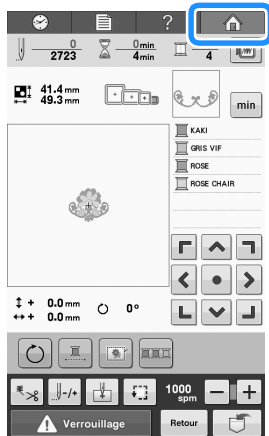 ?
0
2723
0min
4min
4
41.4 mm
49.3 mm
min
KAKI
GRIS VIF
ROSE
ROSE CHAIR
+ 0.0 mm
+ 0.0 mm
0°
-/+
1000
spm
- +
Verrouillage
Retour